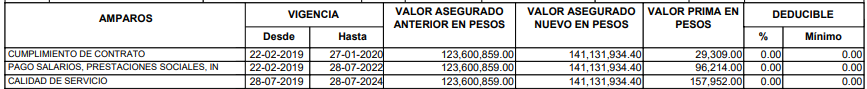 AMPAROS VIGENCIA VALOR ASEGURADO ANTERIOR EN PESOS VALOR ASEGURADO NUEVO EN PESOS VALOR PRIMA EN PESOS DEDUCIBLE
Desde Hasta % Mínimo
CUMPLIMIENTO DE CONTRATO 22-02-2019 27-01-2020 123,600,859.00 141,131,934.40 29,309.00 0.00 0.00
PAGO SALARIOS, PRESTACIONES SOCIALES, IN 22-02-2019 28-07-2022 123,600,859.00 141,131,934.40 96,214.00 0.00 0.00
CALIDAD DE SERVICIO 28-07-2019 28-07-2024 123,600,859.00 141,131,934.40 157,952.00 0.00 0.00